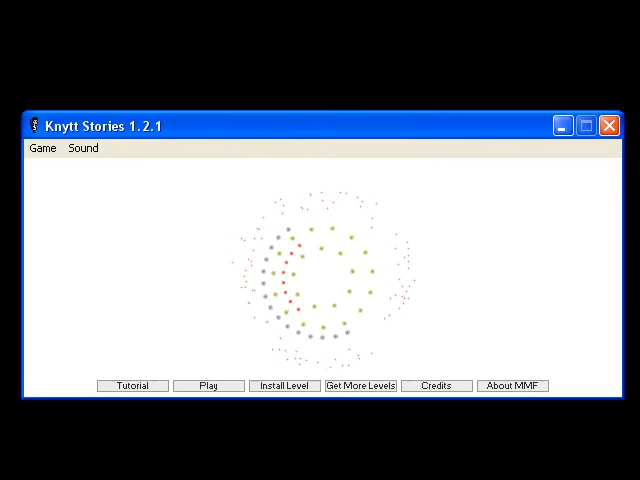 Knytt Stories 1.2.1
Game Sound
Tutorial Play Install Level Get More Levels Credits About MMF